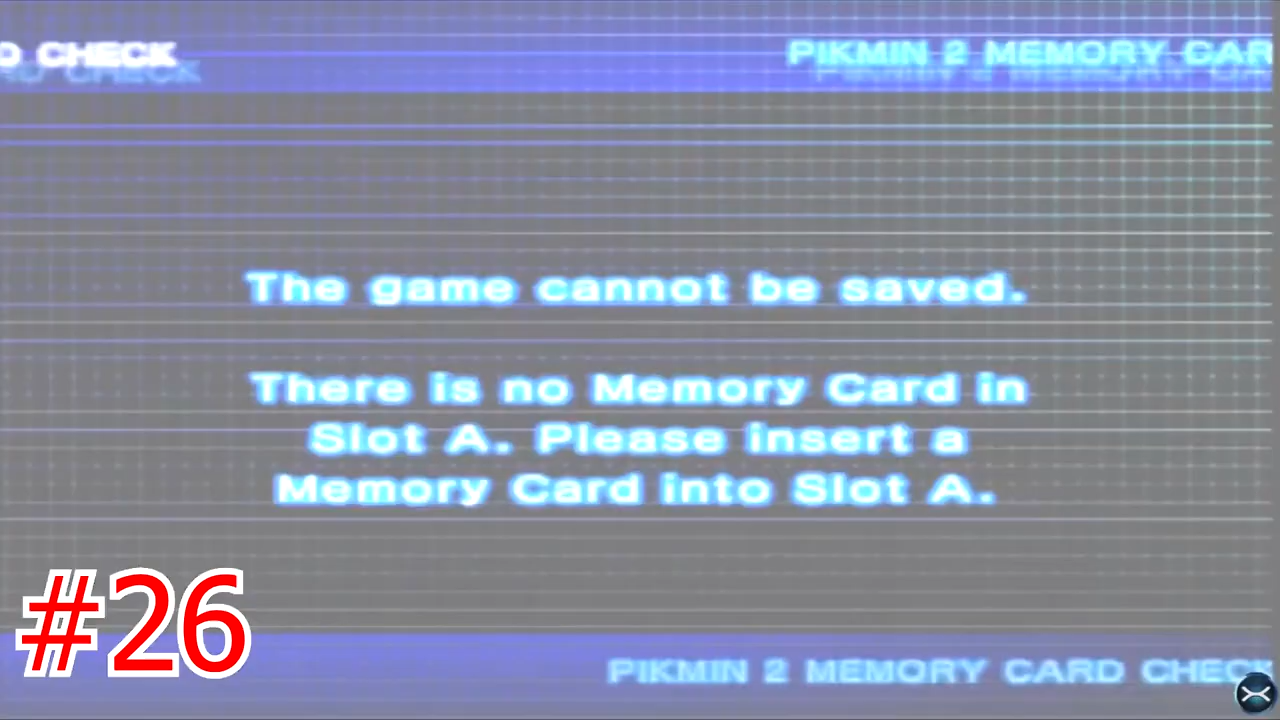 D CHECK
PIKMIN 2 MEMORY CAR
The game cannot be saved.
There is no Memory Card in
Slot A. Please insert a
Memory Card into Slot A.
#26
PIKMIN 2 MEMORY CARD CHECK